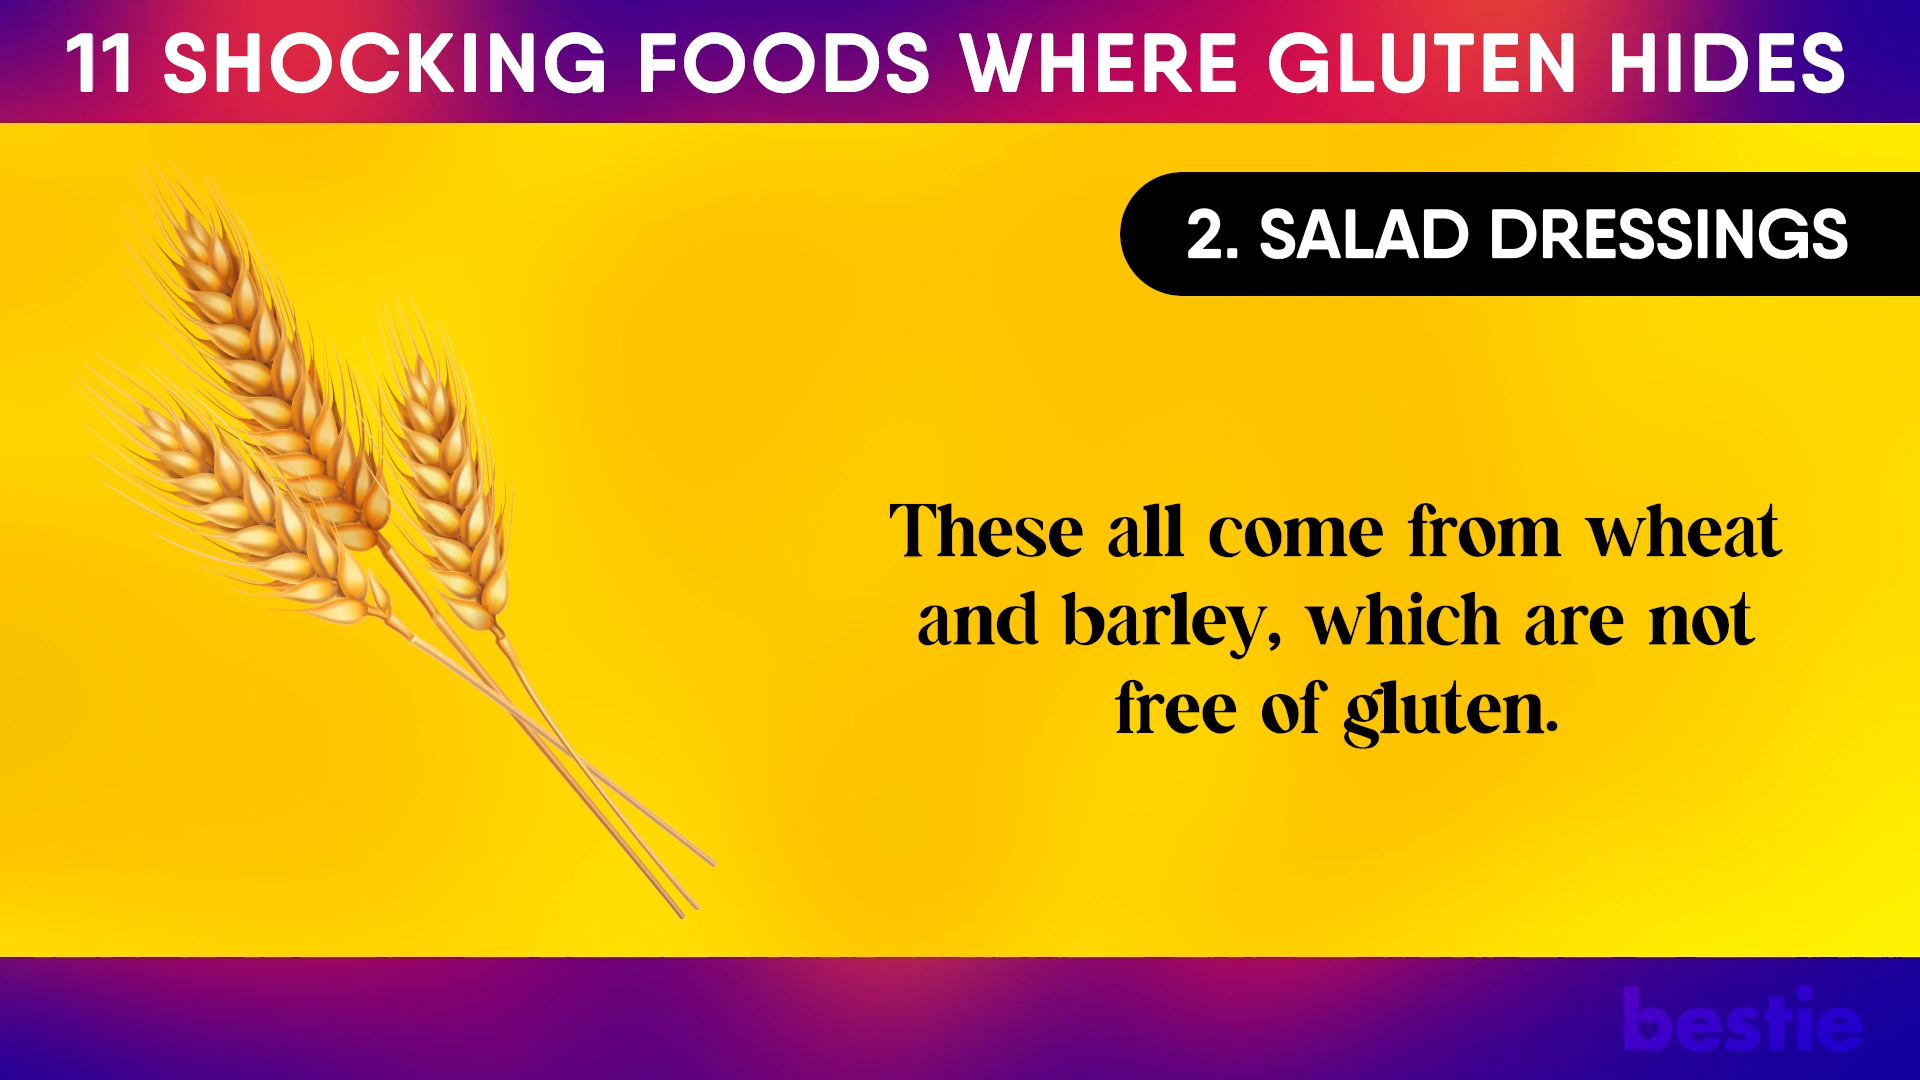 11 SHOCKING FOODS WHERE GLUTEN HIDES
2. SALAD DRESSINGS
These all come from wheat
and barley, which are not
free of gluten.
bestie